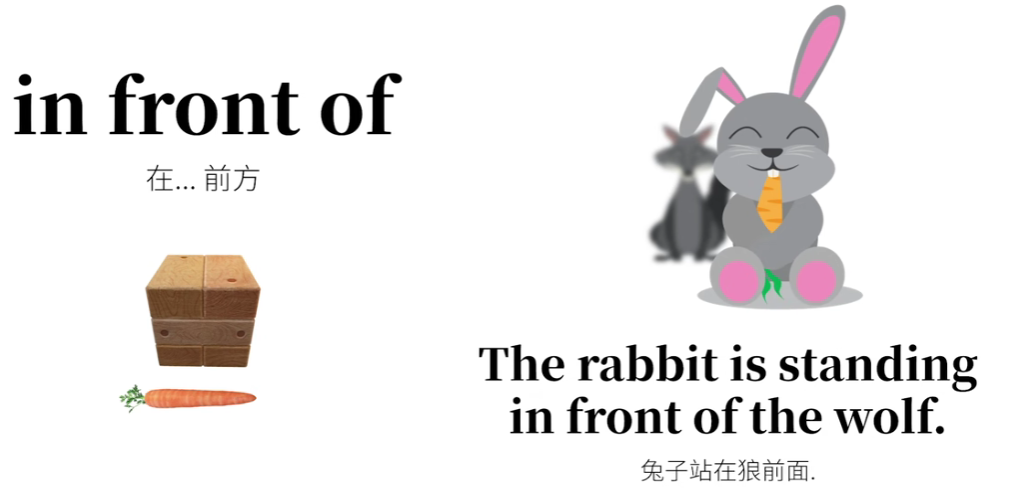 in front of
在... 前方
The rabbit is standing
in front of the wolf.
兔子站在狼前面.